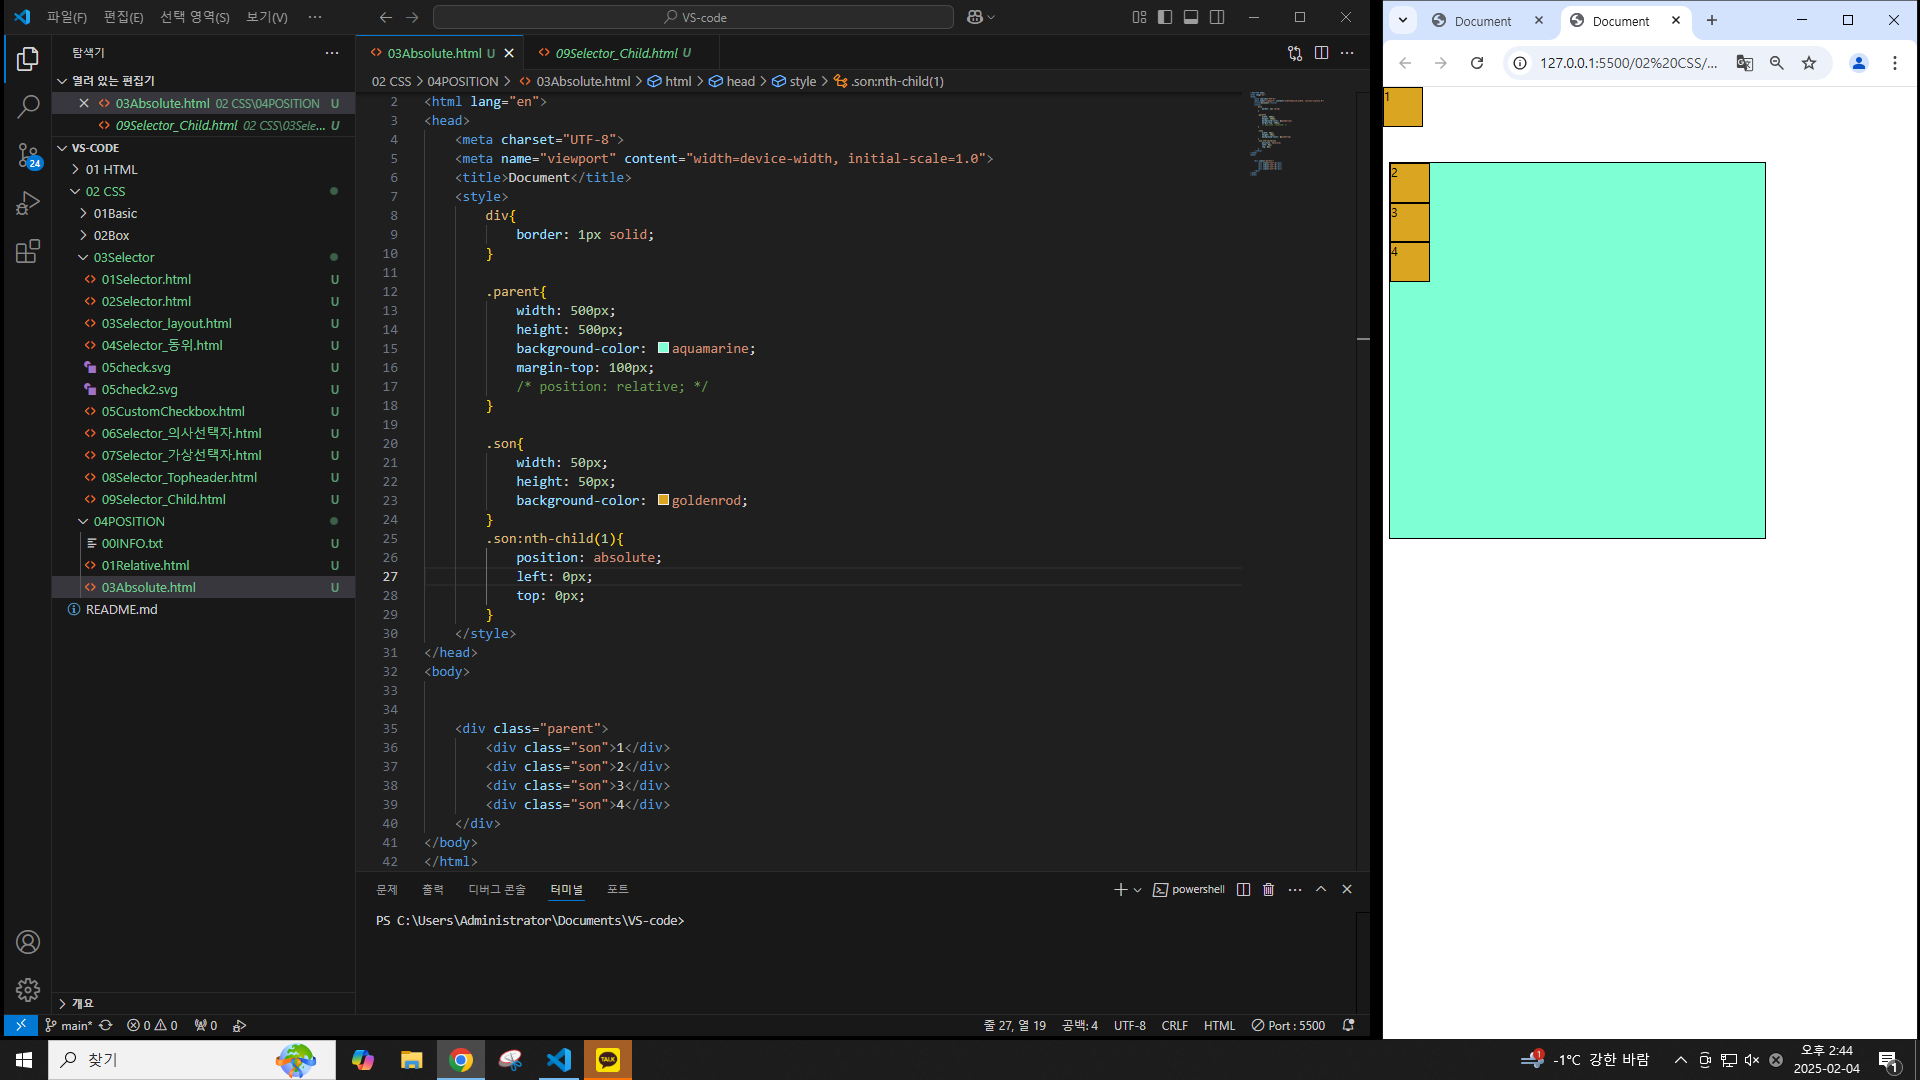 파일(F) 편집(E) 선택 영역(S) 보기(V) ···
VS-code
탐색기
열려 있는 편집기
03Absolute.html 02 CSS\04POSITION U
09Selector_Child.html 02 CSS\03Sele... U
VS-CODE
01 HTML
02 CSS
01Basic
02Box
03Selector
01Selector.html U
02Selector.html U
03Selector_layout.html U
04Selector_동위.html U
05check.svg U
05check2.svg U
05CustomCheckbox.html U
06Selector_의사선택자.html U
07Selector_가상선택자.html U
08Selector_Topheader.html U
09Selector_Child.html U
04POSITION
00INFO.txt U
01Relative.html U
03Absolute.html U
README.md
개요
24
03Absolute.html U
09Selector_Child.html U
02 CSS > 04POSITION > 03Absolute.html > html > head > style > .son:nth-child(1)
2 <html lang="en">
3 <head>
4 <meta charset="UTF-8">
5 <meta name="viewport" content="width=device-width, initial-scale=1.0">
6 <title>Document</title>
7 <style>
8 div{
9 border: 1px solid;
10 }
11
12 .parent{
13 width: 500px;
14 height: 500px;
15 background-color: aquamarine;
16 margin-top: 100px;
17 /* position: relative; */
18 }
19
20 .son{
21 width: 50px;
22 height: 50px;
23 background-color: goldenrod;
24 }
25 .son:nth-child(1){
26 position: absolute;
27 left: 0px;
28 top: 0px;
29 }
30 </style>
31 </head>
32 <body>
33
34
35 <div class="parent">
36 <div class="son">1</div>
37 <div class="son">2</div>
38 <div class="son">3</div>
39 <div class="son">4</div>
40 </div>
41 </body>
42 </html>
문제 출력 디버그 콘솔 터미널 포트
powershell
PS C:\Users\Administrator\Documents\VS-code>
main* 0 0 0
줄 27, 열 19 공백: 4 UTF-8 CRLF HTML Port : 5500
Document
Document
127.0.0.1:5500/02%20CSS/...
1
2
3
4
찾기
TALK
1
-1°C 강한 바람
오후 2:44
2025-02-04
1